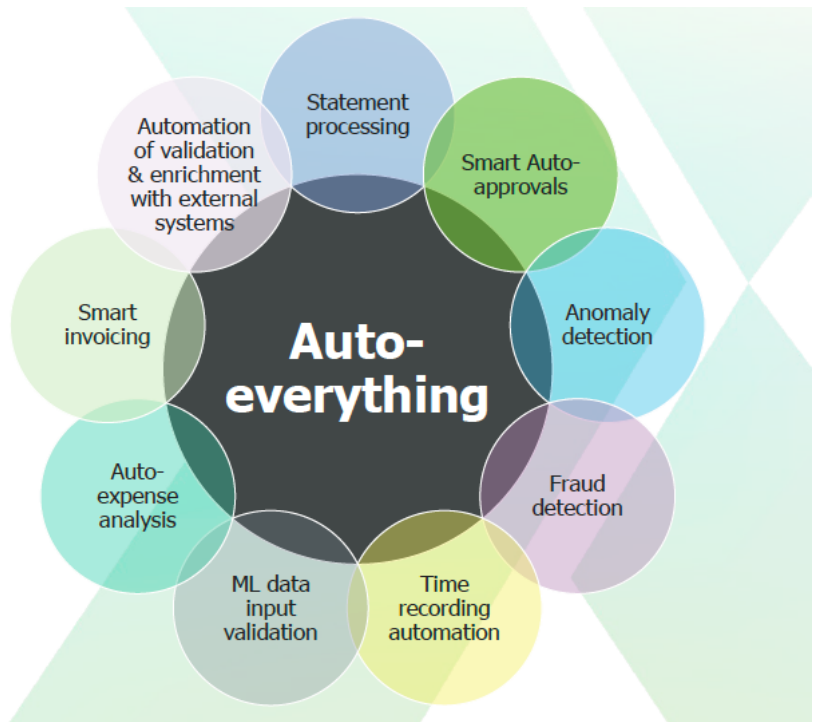 Statement
processing
Smart Auto-
approvals
Anomaly
detection
Fraud
detection
Time
recording
automation
ML data
input
validation
Auto-
expense
analysis
Smart
invoicing
Automation
of validation
& enrichment
with external
systems
Auto-
everything